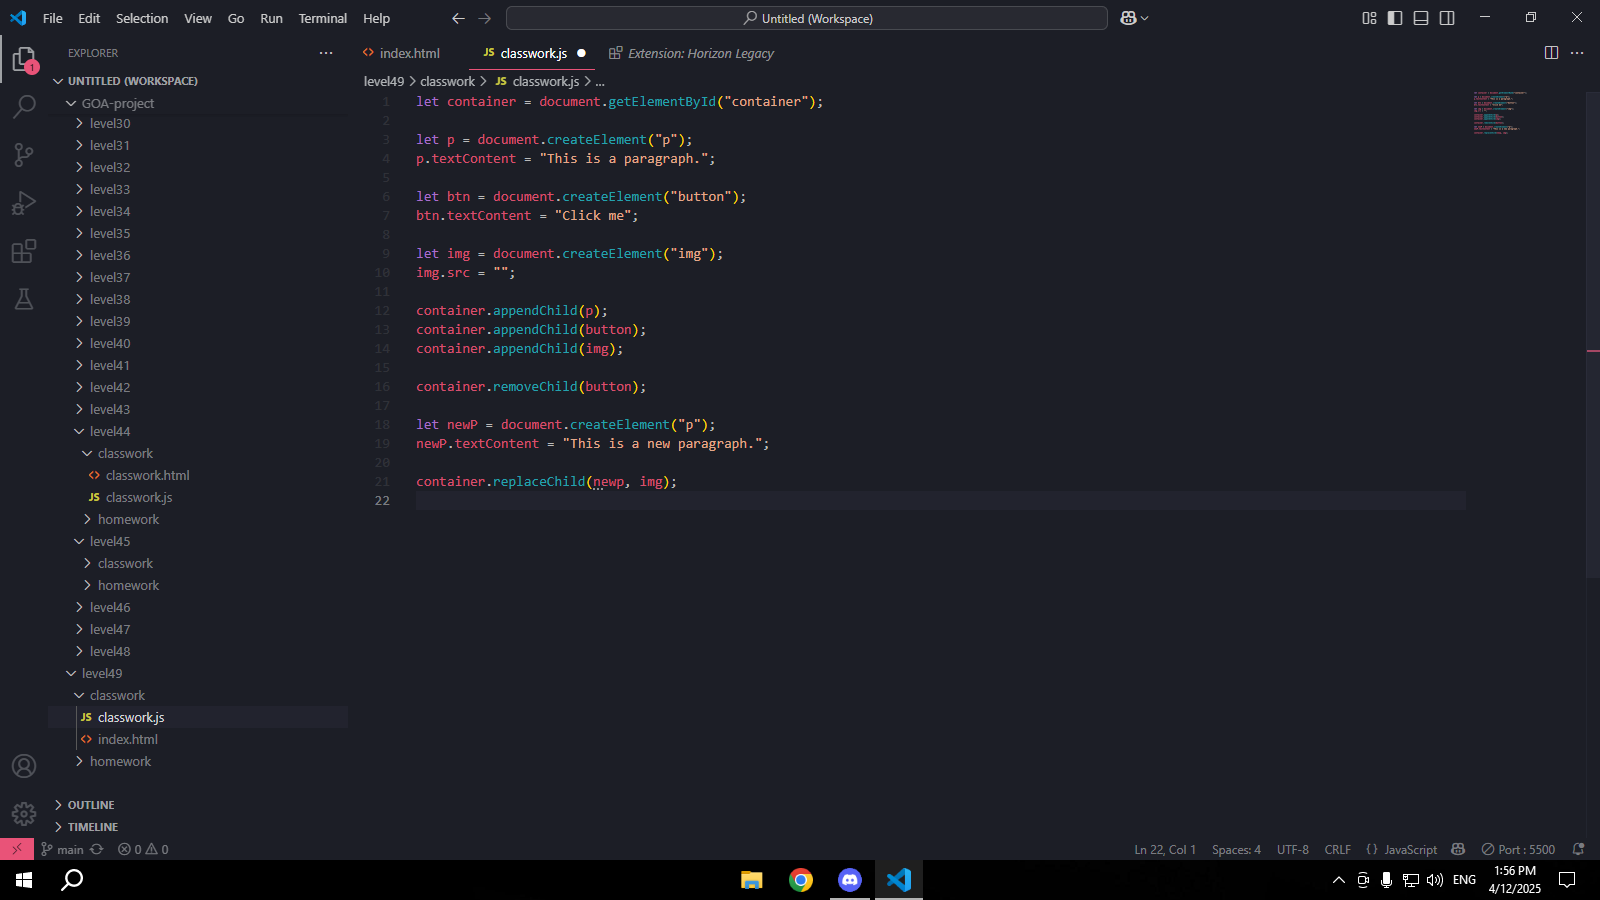 File Edit Selection View Go Run Terminal Help
Untitled (Workspace)
EXPLORER
1
UNTITLED (WORKSPACE)
GOA-project
level30
level31
level32
level33
level34
level35
level36
level37
level38
level39
level40
level41
level42
level43
level44
classwork
classwork.html
JS classwork.js
homework
level45
classwork
homework
level46
level47
level48
level49
classwork
JS classwork.js
index.html
homework
OUTLINE
TIMELINE
index.html JS classwork.js Extension: Horizon Legacy
level49 > classwork > JS classwork.js > ...
1 let container = document.getElementById("container");
2
3 let p = document.createElement("p");
4 p.textContent = "This is a paragraph.";
5
6 let btn = document.createElement("button");
7 btn.textContent = "Click me";
8
9 let img = document.createElement("img");
10 img.src = "";
11
12 container.appendChild(p);
13 container.appendChild(button);
14 container.appendChild(img);
15
16 container.removeChild(button);
17
18 let newP = document.createElement("p");
19 newP.textContent = "This is a new paragraph.";
20
21 container.replaceChild(newp, img);
22
main 0 0 Ln 22, Col 1 Spaces: 4 UTF-8 CRLF {} JavaScript Port : 5500
ENG 1:56 PM
4/12/2025